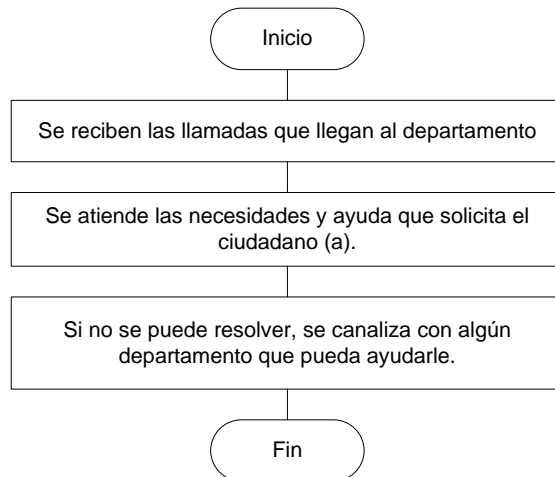 Inicio
Se reciben las llamadas que llegan al departamento
Se atiende las necesidades y ayuda que solicita el
ciudadano (a).
Si no se puede resolver, se canaliza con algún
departamento que pueda ayudarle.
Fin